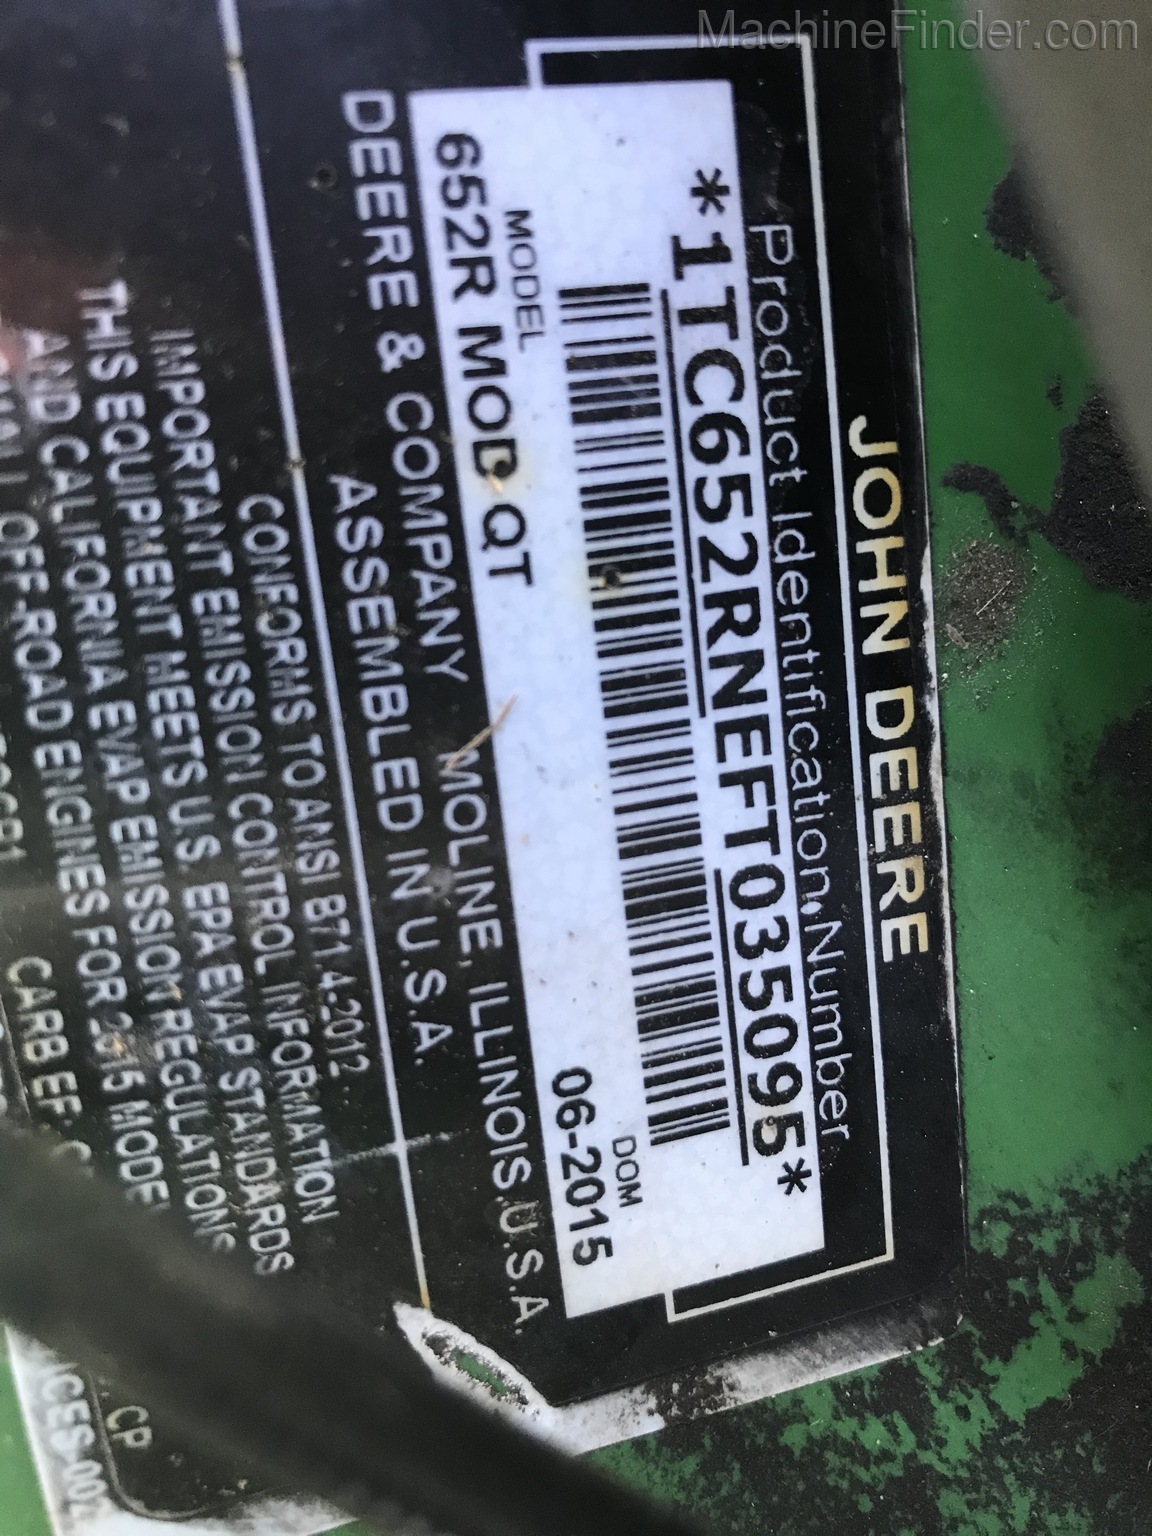 MachineFinder.com
JOHN DEERE
Product Identification Number
*1TC652RNEFT035095*
MODEL
DOM
652R MOD QT
06-2015
DEERE & COMPANY MOLINE, ILLINOIS U.S.A.
ASSEMBLED IN U.S.A.
CONFORMS TO ANSI B71.4-2012
IMPORTANT EMISSION CONTROL INFORMATION
THIS EQUIPMENT MEETS U.S. EPA EVAP STANDARDS
AND CALIFORNIA EVAP EMISSION REGULATIONS
OFF-ROAD ENGINES FOR 2015
CARB EF
CP